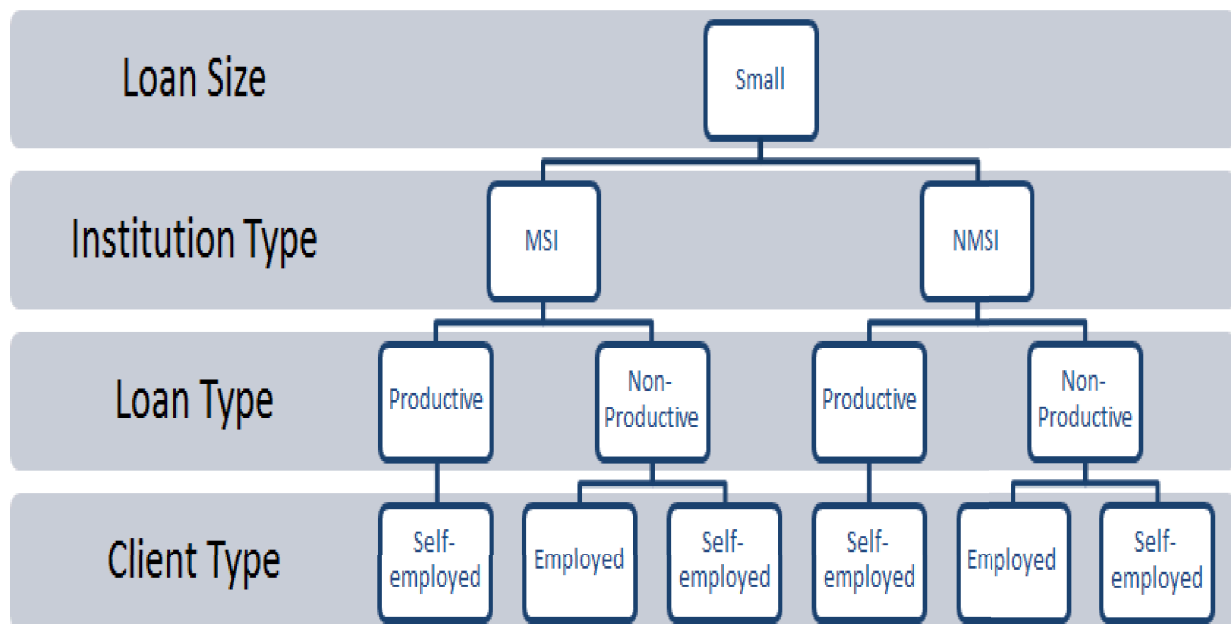 Loan Size
Small
Institution Type
MSI
NMSI
Loan Type
Productive
Non-
Productive
Productive
Non-
Productive
Client Type
Self-
employed
Employed
Self-
employed
Self-
employed
Employed
Self-
employed